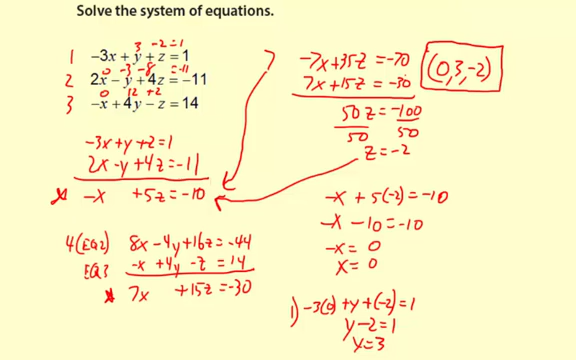 Solve the system of equations.
3 -2=1
1 -3x + y + z = 1
0 -3 -8 =-11
2 2x - y + 4z = -11
0 12 +2
3 -x + 4y - z = 14
-3x+y+z=1
2x-y+4z=-11
* -x +5z=-10
4(EQ2) 8x-4y+16z=-44
EQ3 -x +4y -z = 14
* 7x +15z=-30
-7x+35z=-70
7x+15z=-30
50z=-100
50 50
z=-2
(0,3,-2)
-x + 5(-2)=-10
-x -10=-10
-x = 0
x = 0
1) -3(0)+y+(-2)=1
y-2=1
y=3